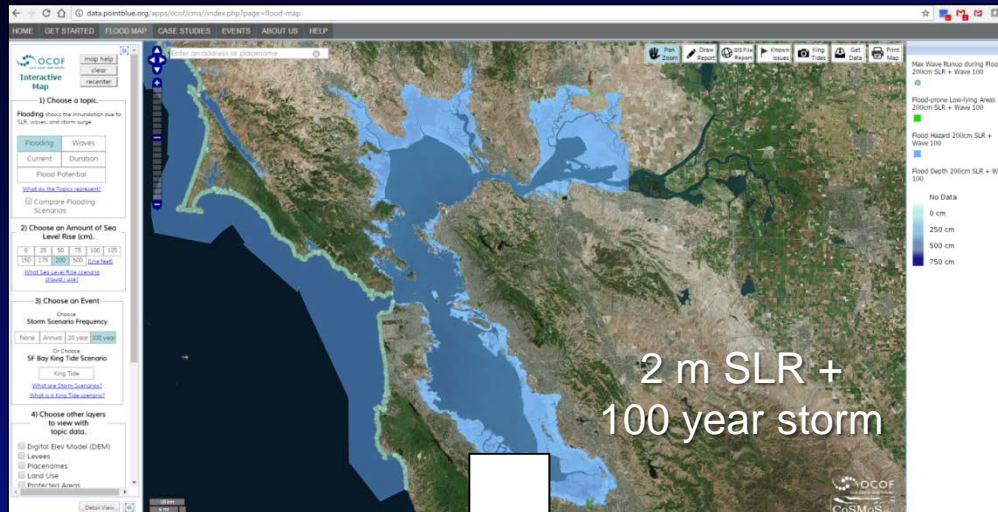 data.pointblue.org/apps/ocof/cms//index.php?page=flood-map
HOME GET STARTED FLOOD MAP CASE STUDIES EVENTS ABOUT US HELP
OCOF
Interactive
Map
map help
clear
recenter
1) Choose a topic.
Flooding shows the inundation due to
SLR, waves, and storm surge.
Flooding Waves
Current Duration
Flood Potential
What do the Topics represent?
Compare Flooding
Scenarios
2) Choose an Amount of Sea
Level Rise (cm).
0 25 50 75 100 125
150 175 200 500 (Use feet)
What Sea Level Rise scenario
should I use?
3) Choose an Event
Choose
Storm Scenario Frequency
None Annual 20 year 100 year
Or Choose
SF Bay King Tide Scenario
King Tide
What are Storm Scenarios?
What is a King Tide scenario?
4) Choose other layers
to view with
topic data.
Digital Elev Model (DEM)
Levees
Placenames
Land Use
Protected Areas
Detail View...
Enter an address or placename
Pan
Zoom
Draw
Report
GIS File
Report
Known
Issues
King
Tides
Get
Data
Print
Map
2 m SLR +
100 year storm
10 km
OCOF
CoSMoS
Max Wave Runup during Floo
200cm SLR + Wave 100
Flood-prone Low-lying Areas
200cm SLR + Wave 100
Flood Hazard 200cm SLR +
Wave 100
Flood Depth 200cm SLR + W
100
No Data
0 cm
250 cm
500 cm
750 cm